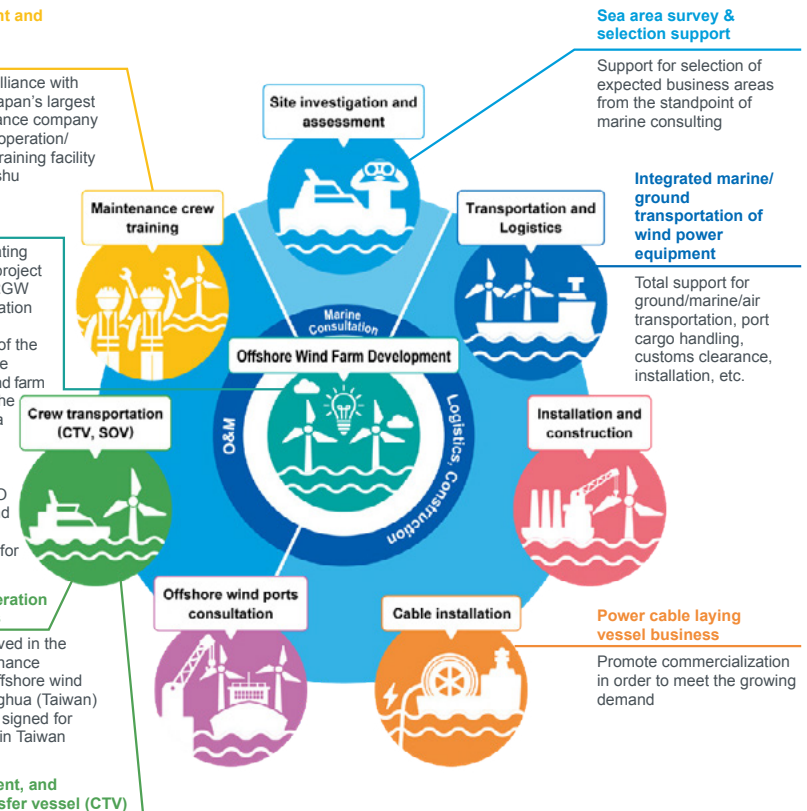 nt and
lliance with
apan's largest
ance company
operation/
raining facility
shu
Sea area survey &
selection support
Support for selection of
expected business areas
from the standpoint of
marine consulting
Site investigation and
assessment
Maintenance crew
training
Transportation and
Logistics
Integrated marine/
ground
transportation of
wind power
equipment
Total support for
ground/marine/air
transportation, port
cargo handling,
customs clearance,
installation, etc.
ating
project
GW
ation
of the
e
nd farm
he
a
O
nd
for
Marine
Consultation
Offshore Wind Farm Development
O&M
Logistics, Construction
Crew transportation
(CTV, SOV)
Installation and
construction
Offshore wind ports
consultation
Cable installation
Power cable laying
vessel business
Promote commercialization
in order to meet the growing
demand
eration
ved in the
nance
ffshore wind
ghua (Taiwan)
signed for
in Taiwan
ent, and
sfer vessel (CTV)